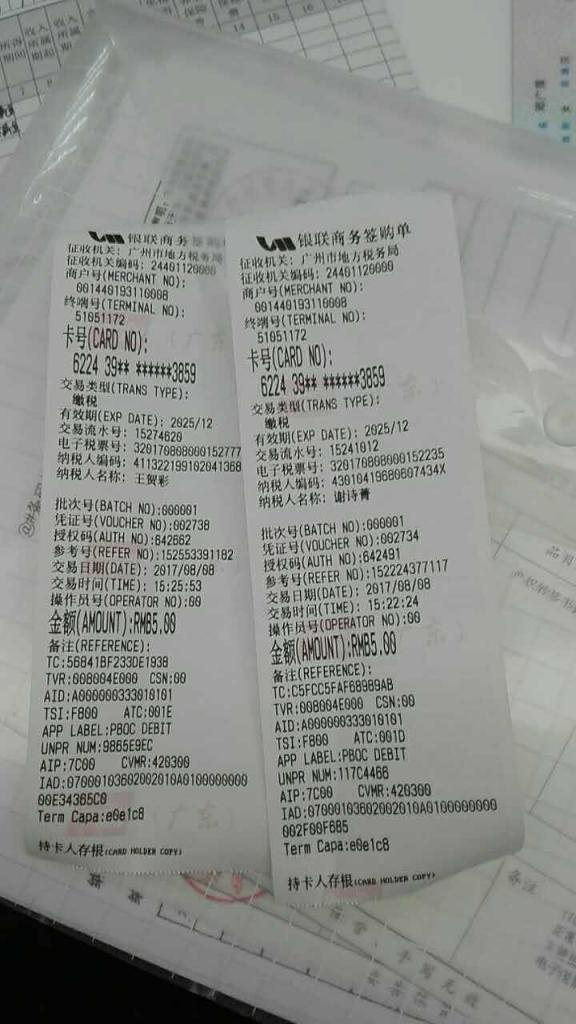 银联商务签购
征收机关: 广州市地方税务局
征收机关编码: 24401120000
商户号(MERCHANT NO):
001440193110008
终端号(TERMINAL NO):
51051172
卡号(CARD NO):
6224 39** ******3859
交易类型(TRANS TYPE):
缴税
有效期(EXP DATE): 2025/12
交易流水号: 15274620
电子税票号: 320170808000152777
纳税人编码: 411322199102041368
纳税人名称: 王贺彩
批次号(BATCH NO):000001
凭证号(VOUCHER NO):002738
授权码(AUTH NO):642662
参考号(REFER NO):152553391182
交易日期(DATE): 2017/08/08
交易时间(TIME): 15:25:53
操作员号(OPERATOR NO):00
金额(AMOUNT):RMB5.00
备注(REFERENCE):
TC:56841BF233DE1938
TVR:008004E000 CSN:00
AID:A000000333010101
TSI:F800 ATC:001E
APP LABEL:PBOC DEBIT
UNPR NUM:9865E9EC
AIP:7C00 CVMR:420300
IAD:07000103602002010A0100000000
00E34365C0
Term Capa:e0e1c8
持卡人存根(CARD HOLDER COPY)
银联商务签购单
征收机关: 广州市地方税务局
征收机关编码: 24401120000
商户号(MERCHANT NO):
001440193110008
终端号(TERMINAL NO):
51051172
卡号(CARD NO):
6224 39** ******3859
交易类型(TRANS TYPE):
缴税
有效期(EXP DATE): 2025/12
交易流水号: 15241012
电子税票号: 320170808000152235
纳税人编码: 43010419680607434X
纳税人名称: 谢诗菁
批次号(BATCH NO):000001
凭证号(VOUCHER NO):002734
授权码(AUTH NO):642491
参考号(REFER NO):152224377117
交易日期(DATE): 2017/08/08
交易时间(TIME): 15:22:24
操作员号(OPERATOR NO):00
金额(AMOUNT):RMB5.00
备注(REFERENCE):
TC:C5FCC5FAF68989AB
TVR:008004E000 CSN:00
AID:A000000333010101
TSI:F800 ATC:001D
APP LABEL:PBOC DEBIT
UNPR NUM:117C4466
AIP:7C00 CVMR:420300
IAD:07000103602002010A0100000000
002F00F685
Term Capa:e0e1c8
持卡人存根(CARD HOLDER COPY)
备注
手写无效